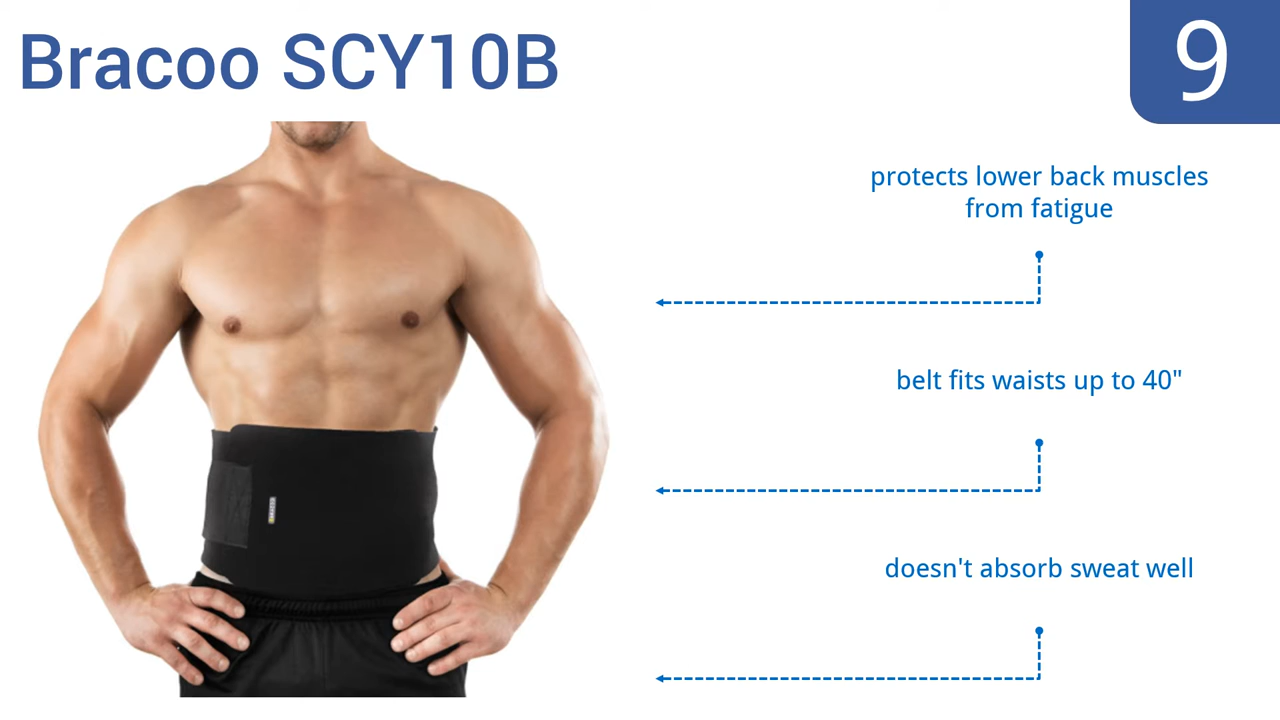 Bracoo SCY10B
9
protects lower back muscles
from fatigue
belt fits waists up to 40"
doesn't absorb sweat well